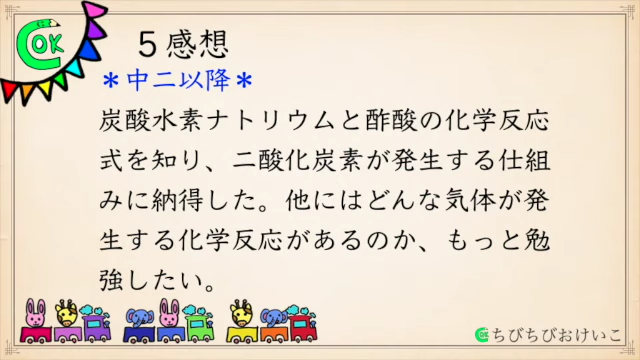 COK
5感想
＊中二以降＊
炭酸水素ナトリウムと酢酸の化学反応
式を知り、二酸化炭素が発生する仕組
みに納得した。他にはどんな気体が発
生する化学反応があるのか、もっと勉
強したい。
COK ちびちびおけいこ